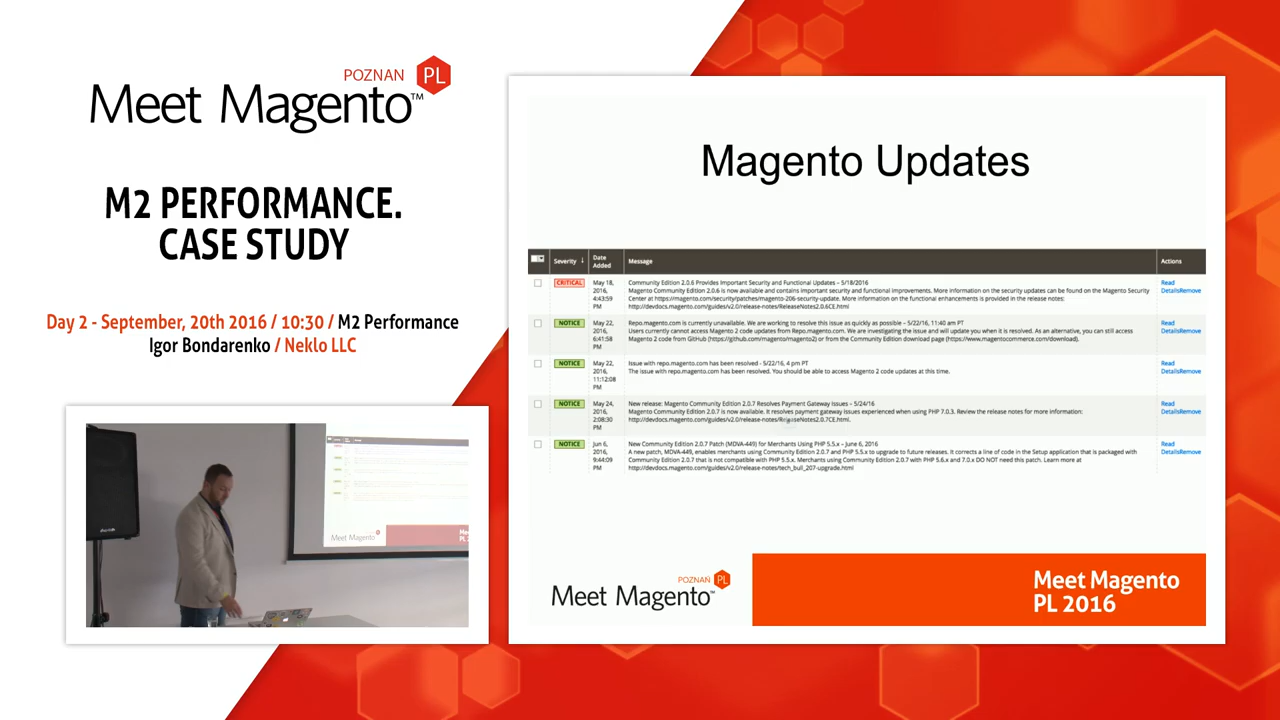 POZNAN PL
Meet Magento™
M2 PERFORMANCE.
CASE STUDY
Day 2 - September, 20th 2016 / 10:30 / M2 Performance
Igor Bondarenko / Neklo LLC
Magento Updates
Severity ↓ Date Added Message Actions
CRITICAL May 18, 2016, 4:43:59 PM
Community Edition 2.0.6 Provides Important Security and Functional Updates – 5/18/2016
Magento Community Edition 2.0.6 is now available and contains important security and functional improvements. More information on the security updates can be found on the Magento Security
Center at https://magento.com/security/patches/magento-206-security-update. More information on the functional enhancements is provided in the release notes:
http://devdocs.magento.com/guides/v2.0/release-notes/ReleaseNotes2.0.6CE.html
Read
DetailsRemove
NOTICE May 22, 2016, 6:41:58 PM
Repo.magento.com is currently unavailable. We are working to resolve this issue as quickly as possible – 5/22/16, 11:40 am PT
Users currently cannot access Magento 2 code updates from Repo.magento.com. We are investigating the issue and will update you when it is resolved. As an alternative, you can still access
Magento 2 code from GitHub (https://github.com/magento/magento2) or from the Community Edition download page (https://www.magentocommerce.com/download).
Read
DetailsRemove
NOTICE May 22, 2016, 11:12:08 PM
Issue with repo.magento.com has been resolved - 5/22/16, 4 pm PT
The issue with repo.magento.com has been resolved. You should be able to access Magento 2 code updates at this time.
Read
DetailsRemove
NOTICE May 24, 2016, 2:08:30 PM
New release: Magento Community Edition 2.0.7 Resolves Payment Gateway Issues – 5/24/16
Magento Community Edition 2.0.7 is now available. It resolves payment gateway issues experienced when using PHP 7.0.3. Review the release notes for more information:
http://devdocs.magento.com/guides/v2.0/release-notes/ReleaseNotes2.0.7CE.html.
Read
DetailsRemove
NOTICE Jun 6, 2016, 9:44:09 PM
New Community Edition 2.0.7 Patch (MDVA-449) for Merchants Using PHP 5.5.x – June 6, 2016
A new patch, MDVA-449, enables merchants using Community Edition 2.0.7 and PHP 5.5.x to upgrade to future releases. It corrects a line of code in the Setup application that is packaged with
Community Edition 2.0.7 that is not compatible with PHP 5.5.x. Merchants using Community Edition 2.0.7 with PHP 5.6.x and 7.0.x DO NOT need this patch. Learn more at
http://devdocs.magento.com/guides/v2.0/release-notes/tech_bull_207-upgrade.html
Read
DetailsRemove
POZNAŃ PL
Meet Magento™
Meet Magento
PL 2016
Meet Magento